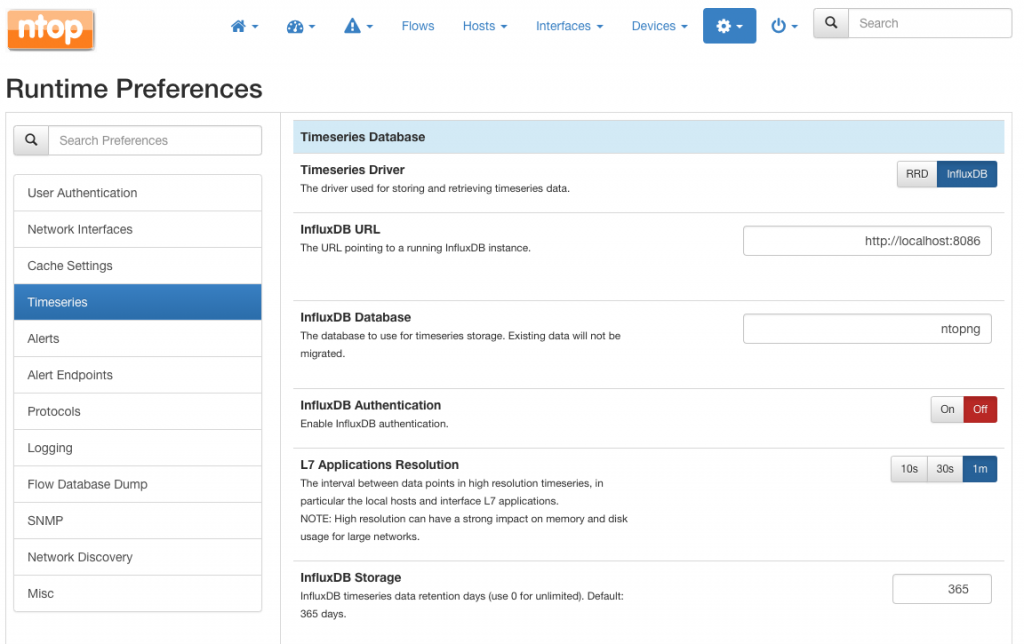 ntop
Flows Hosts Interfaces Devices Search
Runtime Preferences
Search Preferences
User Authentication
Network Interfaces
Cache Settings
Timeseries
Alerts
Alert Endpoints
Protocols
Logging
Flow Database Dump
SNMP
Network Discovery
Misc
Timeseries Database
Timeseries Driver
The driver used for storing and retrieving timeseries data.
RRD InfluxDB
InfluxDB URL
The URL pointing to a running InfluxDB instance.
http://localhost:8086
InfluxDB Database
The database to use for timeseries storage. Existing data will not be
migrated.
ntopng
InfluxDB Authentication
Enable InfluxDB authentication.
On Off
L7 Applications Resolution
The interval between data points in high resolution timeseries, in
particular the local hosts and interface L7 applications.
NOTE: High resolution can have a strong impact on memory and disk
usage for large networks.
10s 30s 1m
InfluxDB Storage
InfluxDB timeseries data retention days (use 0 for unlimited). Default:
365 days.
365